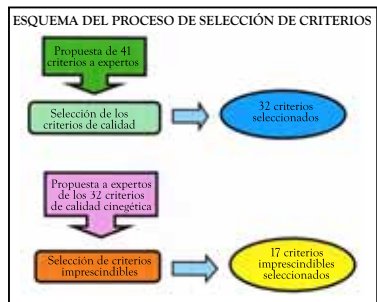 ESQUEMA DEL PROCESO DE SELECCIÓN DE CRITERIOS
Propuesta de 41
criterios a expertos
Selección de los
criterios de calidad
32 criterios
seleccionados
Propuesta a expertos
de los 32 criterios
de calidad cinegética
Selección de criterios
imprescindibles
17 criterios
imprescindibles
seleccionados